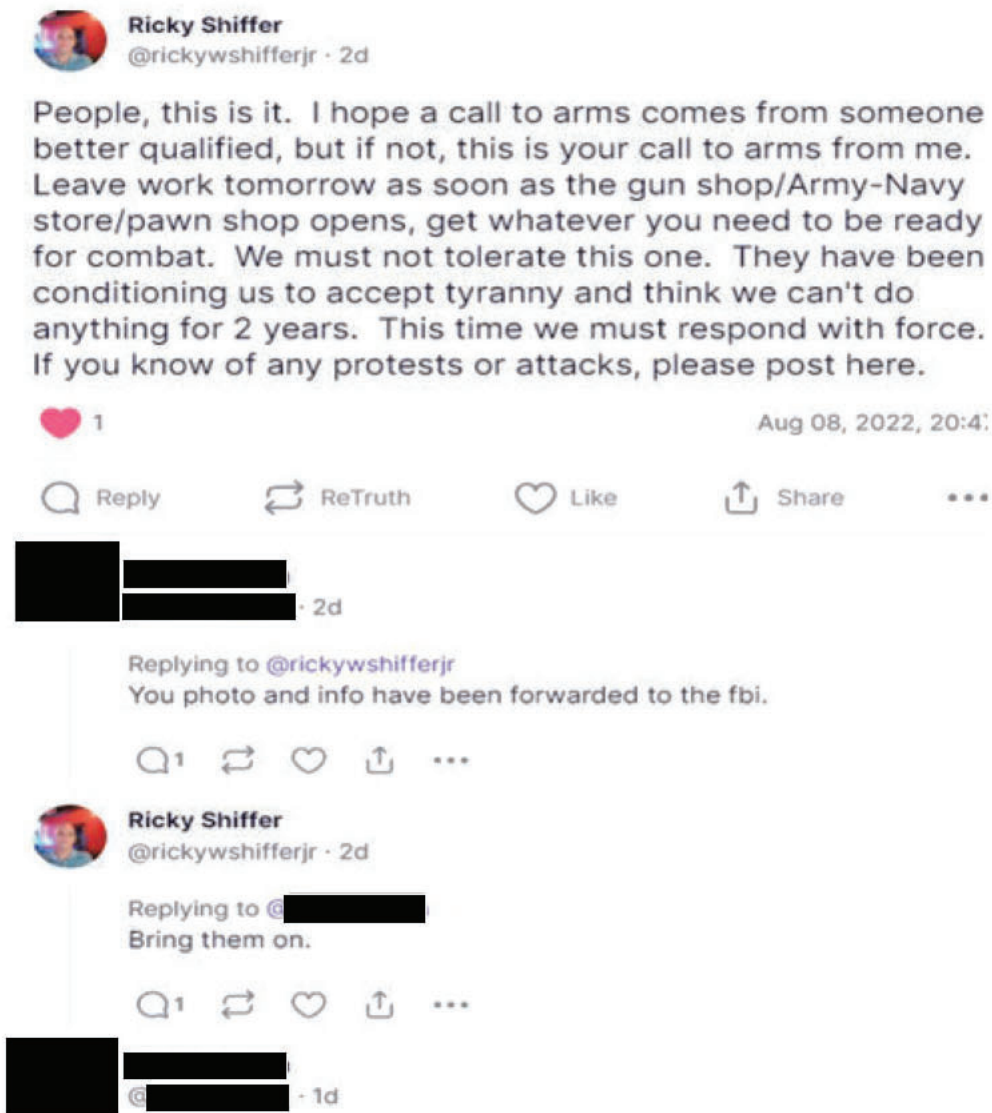 Ricky Shiffer
@rickywshifferjr · 2d
People, this is it. I hope a call to arms comes from someone
better qualified, but if not, this is your call to arms from me.
Leave work tomorrow as soon as the gun shop/Army-Navy
store/pawn shop opens, get whatever you need to be ready
for combat. We must not tolerate this one. They have been
conditioning us to accept tyranny and think we can't do
anything for 2 years. This time we must respond with force.
If you know of any protests or attacks, please post here.
1
Aug 08, 2022, 20:4
Reply ReTruth Like Share
· 2d
Replying to @rickywshifferjr
You photo and info have been forwarded to the fbi.
1
Ricky Shiffer
@rickywshifferjr · 2d
Replying to @
Bring them on.
1
@ · 1d